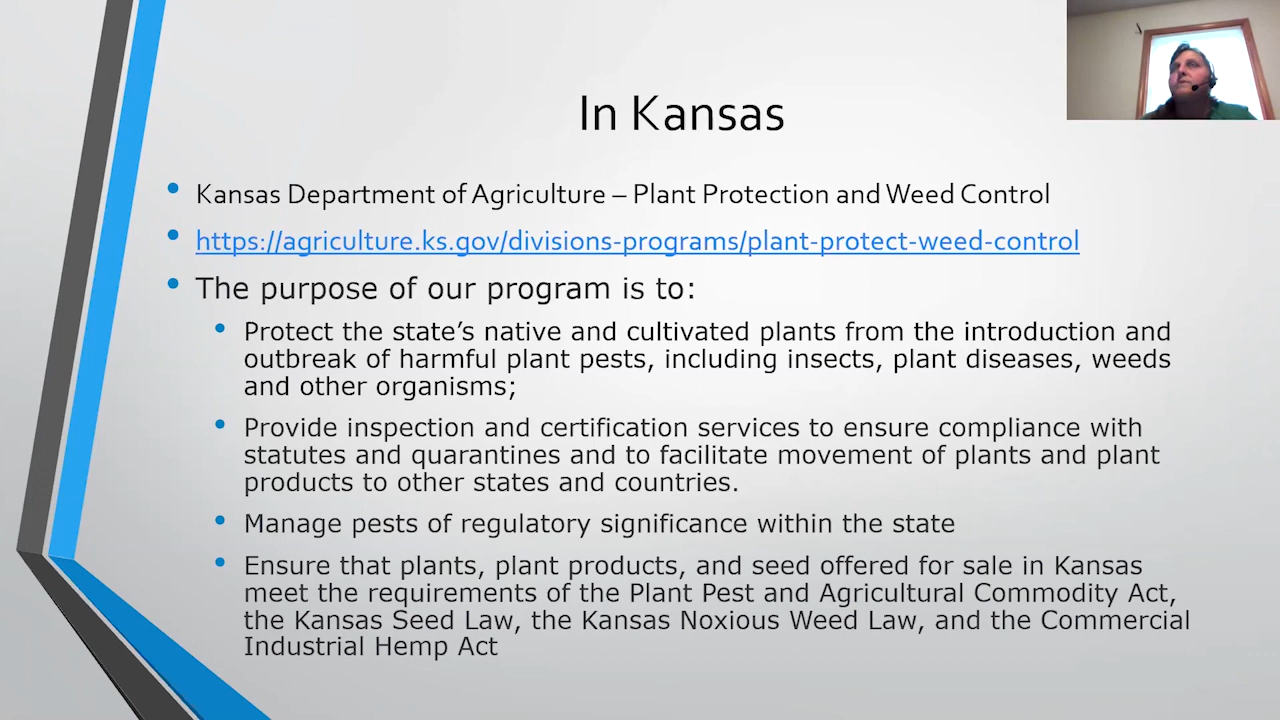 In Kansas
Kansas Department of Agriculture – Plant Protection and Weed Control
https://agriculture.ks.gov/divisions-programs/plant-protect-weed-control
The purpose of our program is to:
Protect the state’s native and cultivated plants from the introduction and
outbreak of harmful plant pests, including insects, plant diseases, weeds
and other organisms;
Provide inspection and certification services to ensure compliance with
statutes and quarantines and to facilitate movement of plants and plant
products to other states and countries.
Manage pests of regulatory significance within the state
Ensure that plants, plant products, and seed offered for sale in Kansas
meet the requirements of the Plant Pest and Agricultural Commodity Act,
the Kansas Seed Law, the Kansas Noxious Weed Law, and the Commercial
Industrial Hemp Act